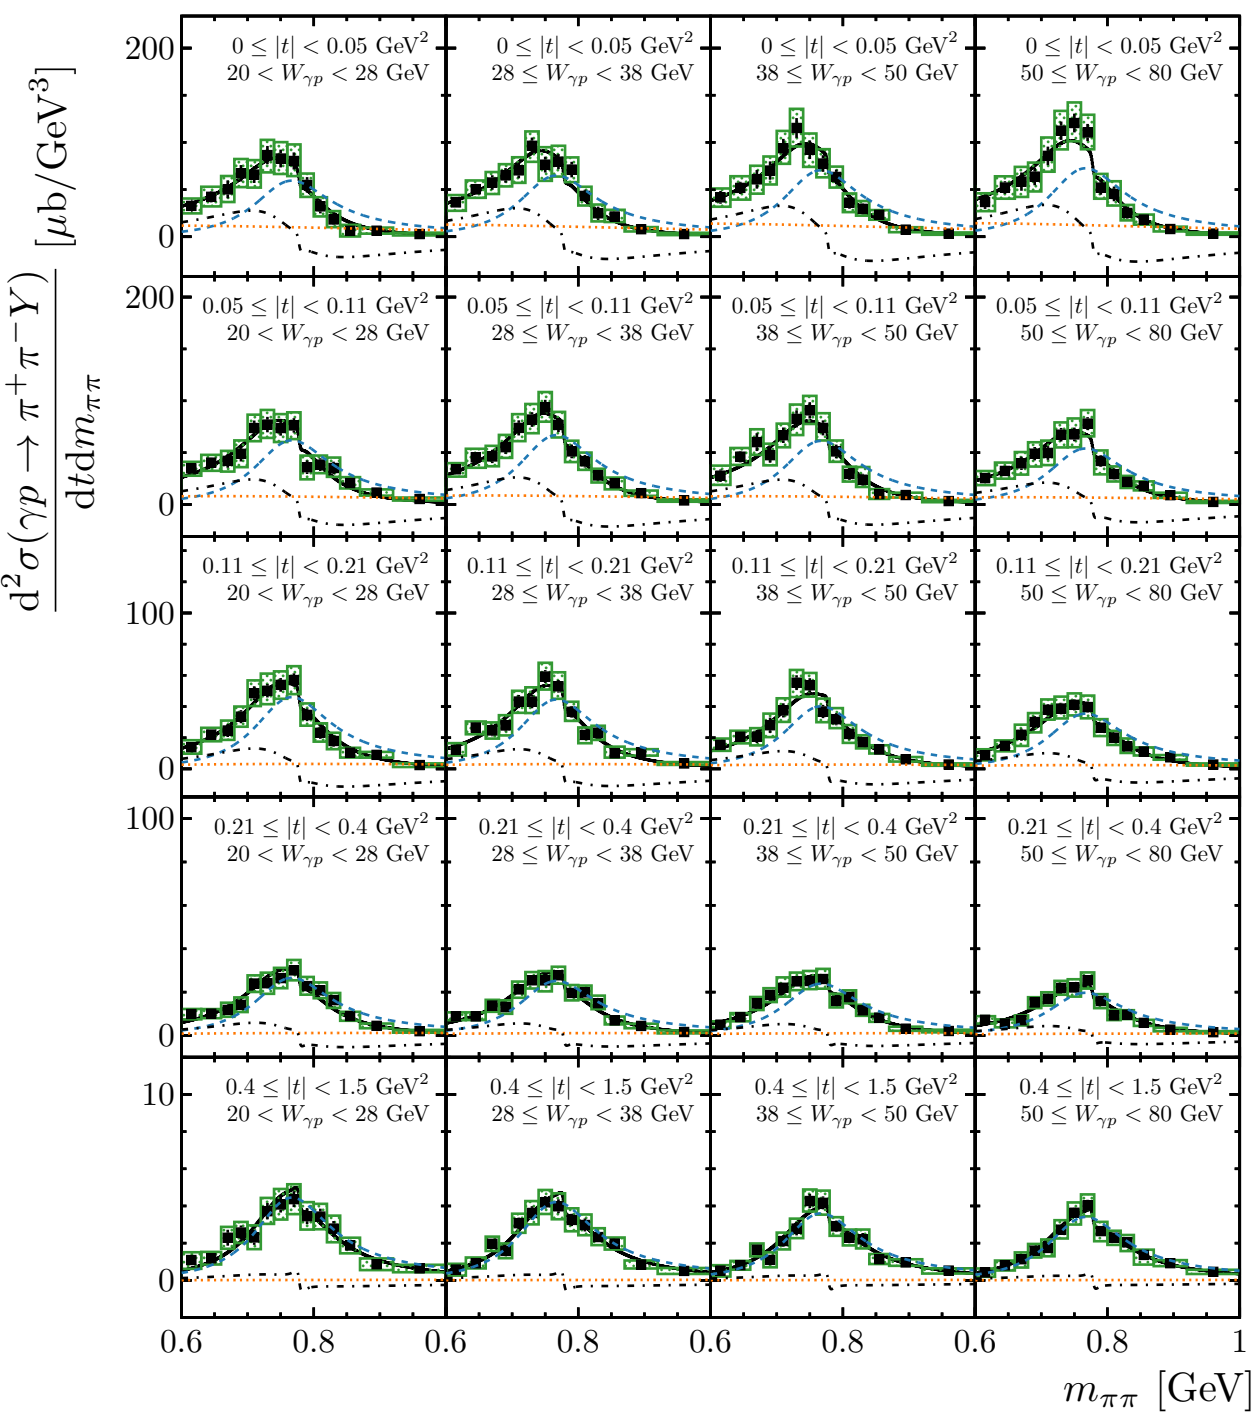 d²σ(γp → π⁺π⁻Y)
dtdm_ππ
[μb/GeV³]
200
0
0 ≤ |t| < 0.05 GeV²
20 < W_γp < 28 GeV
0 ≤ |t| < 0.05 GeV²
28 ≤ W_γp < 38 GeV
0 ≤ |t| < 0.05 GeV²
38 ≤ W_γp < 50 GeV
0 ≤ |t| < 0.05 GeV²
50 ≤ W_γp < 80 GeV
200
0
0.05 ≤ |t| < 0.11 GeV²
20 < W_γp < 28 GeV
0.05 ≤ |t| < 0.11 GeV²
28 ≤ W_γp < 38 GeV
0.05 ≤ |t| < 0.11 GeV²
38 ≤ W_γp < 50 GeV
0.05 ≤ |t| < 0.11 GeV²
50 ≤ W_γp < 80 GeV
100
0
0.11 ≤ |t| < 0.21 GeV²
20 < W_γp < 28 GeV
0.11 ≤ |t| < 0.21 GeV²
28 ≤ W_γp < 38 GeV
0.11 ≤ |t| < 0.21 GeV²
38 ≤ W_γp < 50 GeV
0.11 ≤ |t| < 0.21 GeV²
50 ≤ W_γp < 80 GeV
100
0
0.21 ≤ |t| < 0.4 GeV²
20 < W_γp < 28 GeV
0.21 ≤ |t| < 0.4 GeV²
28 ≤ W_γp < 38 GeV
0.21 ≤ |t| < 0.4 GeV²
38 ≤ W_γp < 50 GeV
0.21 ≤ |t| < 0.4 GeV²
50 ≤ W_γp < 80 GeV
10
0
0.4 ≤ |t| < 1.5 GeV²
20 < W_γp < 28 GeV
0.4 ≤ |t| < 1.5 GeV²
28 ≤ W_γp < 38 GeV
0.4 ≤ |t| < 1.5 GeV²
38 ≤ W_γp < 50 GeV
0.4 ≤ |t| < 1.5 GeV²
50 ≤ W_γp < 80 GeV
0.6 0.8 0.6 0.8 0.6 0.8 0.6 0.8 1
m_ππ [GeV]